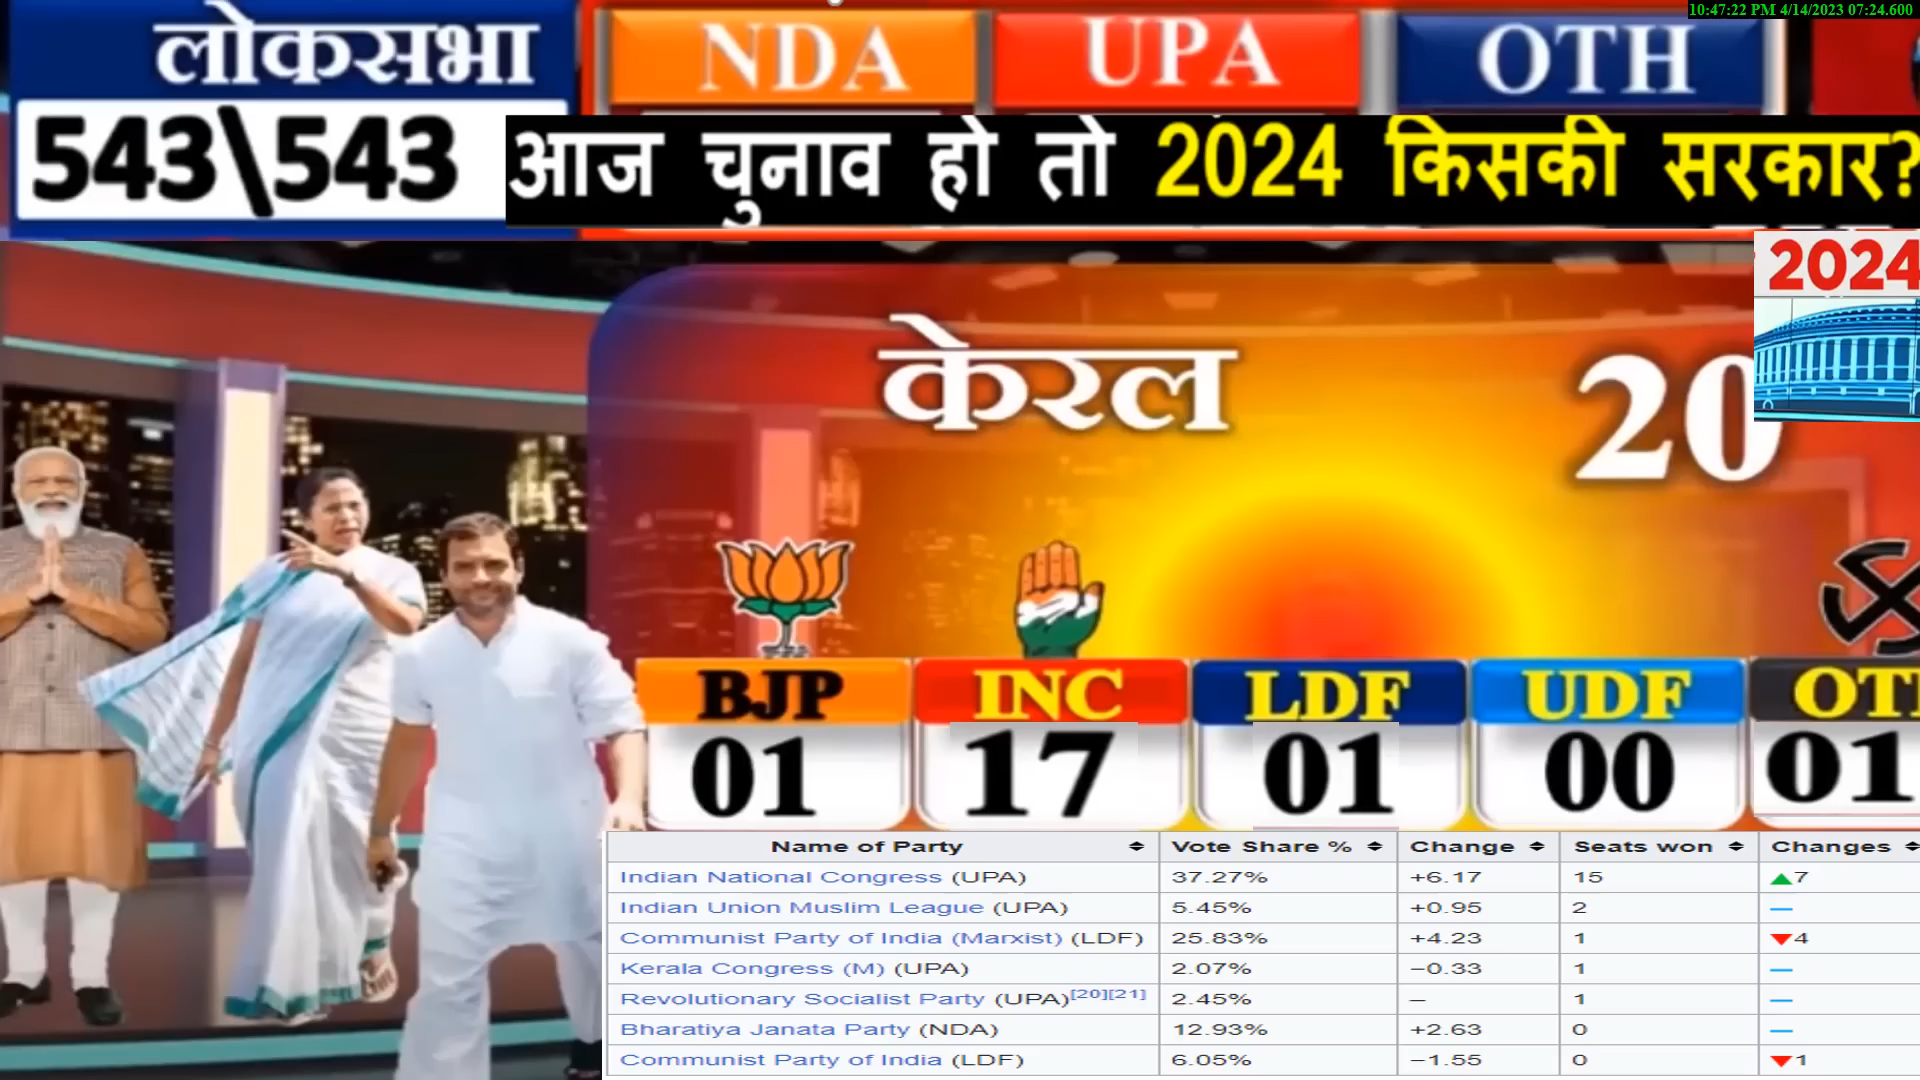 10:47:22 PM 4/14/2023 07:24.600
लोकसभा
NDA UPA OTH
543\543
आज चुनाव हो तो 2024 किसकी सरकार?
2024
केरल 20
BJP INC LDF UDF OT
01 17 01 00 01
Name of Party Vote Share % Change Seats won Changes
Indian National Congress (UPA) 37.27% +6.17 15 ▲7
Indian Union Muslim League (UPA) 5.45% +0.95 2 —
Communist Party of India (Marxist) (LDF) 25.83% +4.23 1 ▼4
Kerala Congress (M) (UPA) 2.07% −0.33 1 —
Revolutionary Socialist Party (UPA)[20][21] 2.45% – 1 —
Bharatiya Janata Party (NDA) 12.93% +2.63 0 —
Communist Party of India (LDF) 6.05% −1.55 0 ▼1